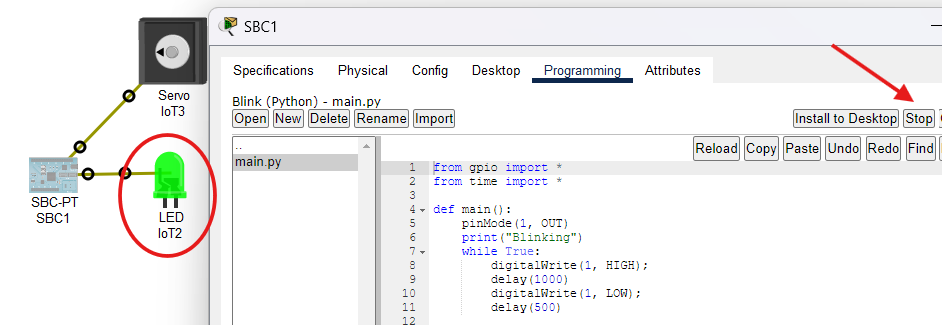 SBC1
Servo
IoT3
SBC-PT
SBC1
LED
IoT2
Specifications Physical Config Desktop Programming Attributes
Blink (Python) - main.py
Open New Delete Rename Import Install to Desktop Stop
..
main.py
Reload Copy Paste Undo Redo Find
1 from gpio import *
2 from time import *
3
4 def main():
5 pinMode(1, OUT)
6 print("Blinking")
7 while True:
8 digitalWrite(1, HIGH);
9 delay(1000)
10 digitalWrite(1, LOW);
11 delay(500)
12